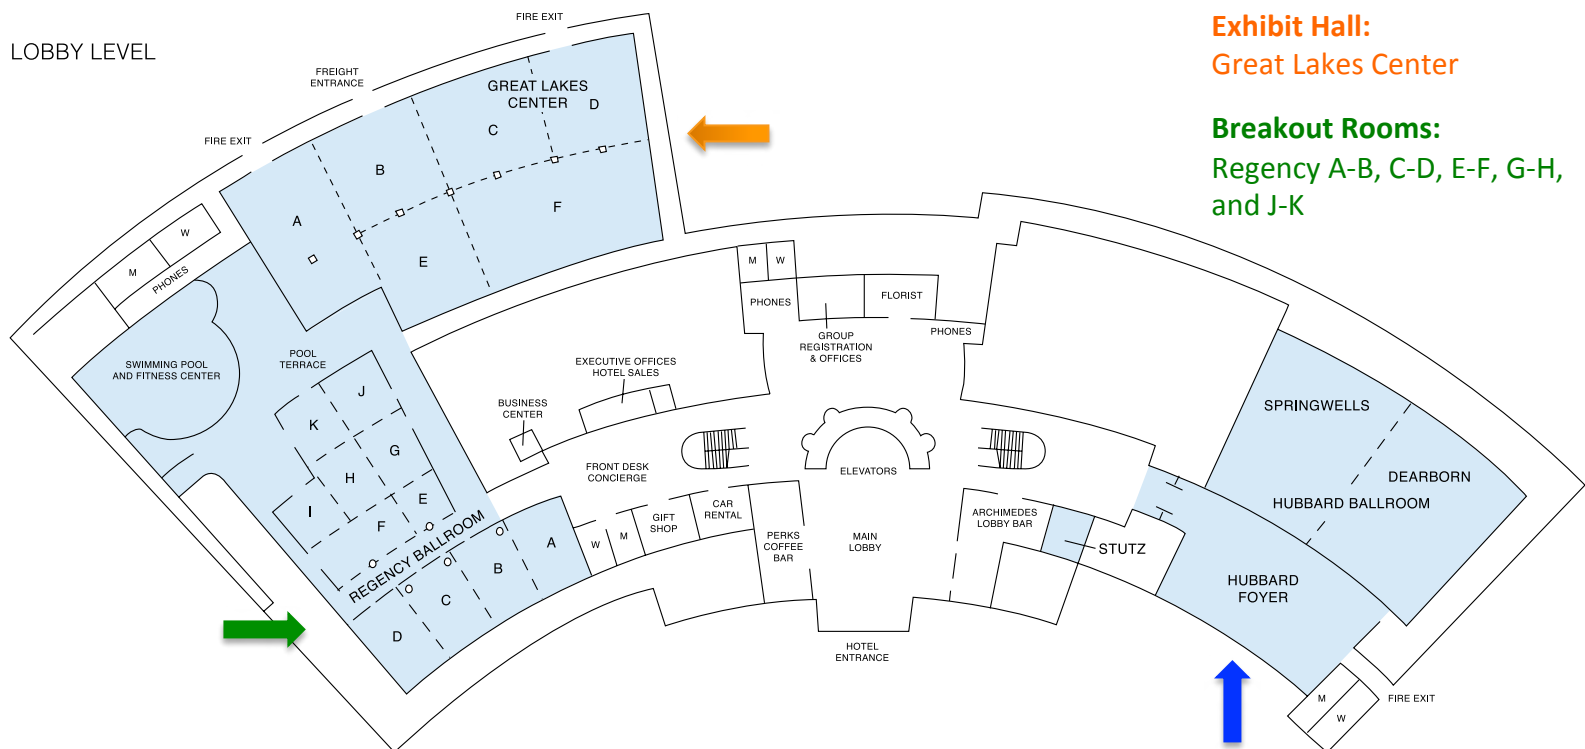 LOBBY LEVEL
FIRE EXIT
Exhibit Hall:
Great Lakes Center
Breakout Rooms:
Regency A-B, C-D, E-F, G-H,
and J-K
FREIGHT
ENTRANCE
GREAT LAKES
CENTER
D
C
FIRE EXIT
B
A
F
E
W
M
PHONES
M
W
PHONES
FLORIST
PHONES
GROUP
REGISTRATION
& OFFICES
SWIMMING POOL
AND FITNESS CENTER
POOL
TERRACE
EXECUTIVE OFFICES
HOTEL SALES
BUSINESS
CENTER
J
K
G
H
E
I
F
REGENCY BALLROOM
A
B
C
D
FRONT DESK
CONCIERGE
ELEVATORS
W
M
GIFT
SHOP
CAR
RENTAL
PERKS
COFFEE
BAR
MAIN
LOBBY
ARCHIMEDES
LOBBY BAR
STUTZ
SPRINGWELLS
DEARBORN
HUBBARD BALLROOM
HUBBARD
FOYER
HOTEL
ENTRANCE
M
W
FIRE EXIT